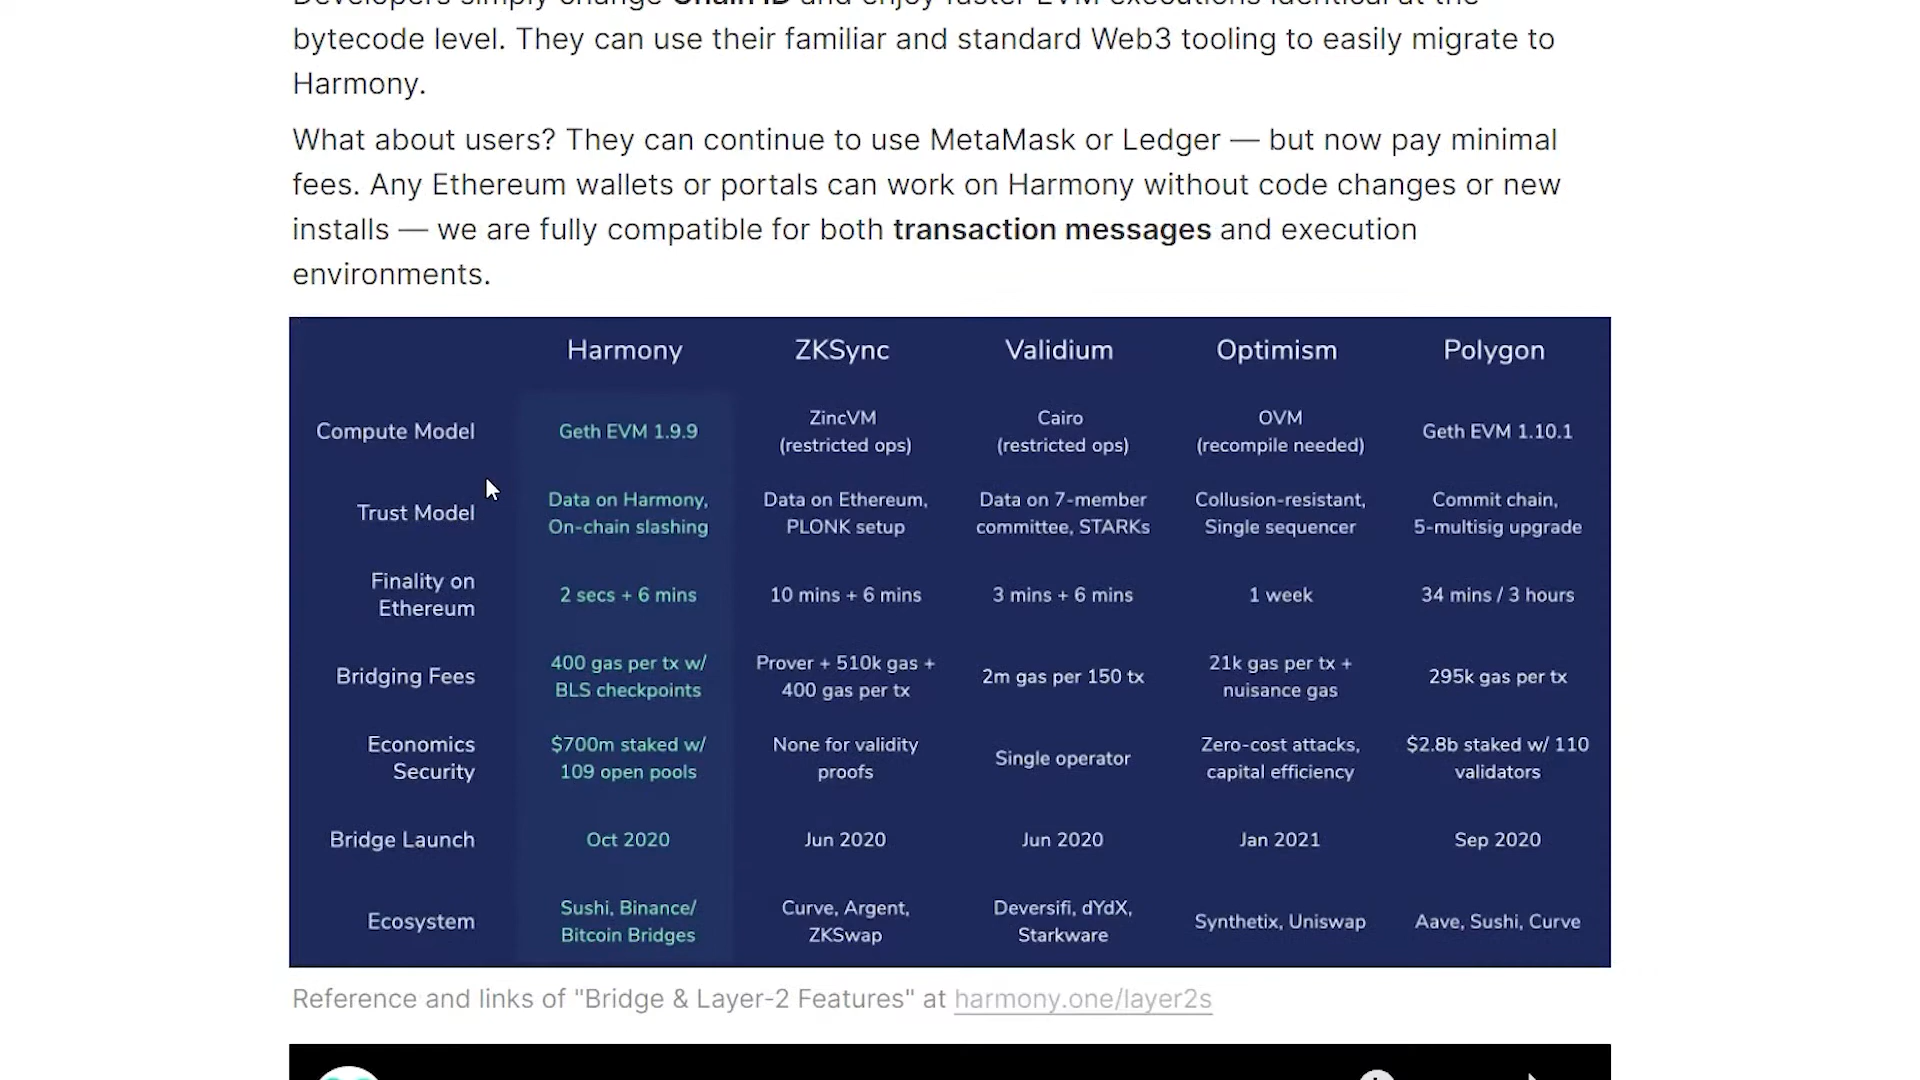 Developers simply change Chain ID and enjoy faster EVM executions identical at the
bytecode level. They can use their familiar and standard Web3 tooling to easily migrate to
Harmony.
What about users? They can continue to use MetaMask or Ledger — but now pay minimal
fees. Any Ethereum wallets or portals can work on Harmony without code changes or new
installs — we are fully compatible for both transaction messages and execution
environments.
Harmony ZKSync Validium Optimism Polygon
Compute Model
Geth EVM 1.9.9
ZincVM
(restricted ops)
Cairo
(restricted ops)
OVM
(recompile needed)
Geth EVM 1.10.1
Trust Model
Data on Harmony,
On-chain slashing
Data on Ethereum,
PLONK setup
Data on 7-member
committee, STARKs
Collusion-resistant,
Single sequencer
Commit chain,
5-multisig upgrade
Finality on
Ethereum
2 secs + 6 mins
10 mins + 6 mins
3 mins + 6 mins
1 week
34 mins / 3 hours
Bridging Fees
400 gas per tx w/
BLS checkpoints
Prover + 510k gas +
400 gas per tx
2m gas per 150 tx
21k gas per tx +
nuisance gas
295k gas per tx
Economics
Security
$700m staked w/
109 open pools
None for validity
proofs
Single operator
Zero-cost attacks,
capital efficiency
$2.8b staked w/ 110
validators
Bridge Launch
Oct 2020
Jun 2020
Jun 2020
Jan 2021
Sep 2020
Ecosystem
Sushi, Binance/
Bitcoin Bridges
Curve, Argent,
ZKSwap
Deversifi, dYdX,
Starkware
Synthetix, Uniswap
Aave, Sushi, Curve
Reference and links of "Bridge & Layer-2 Features" at harmony.one/layer2s